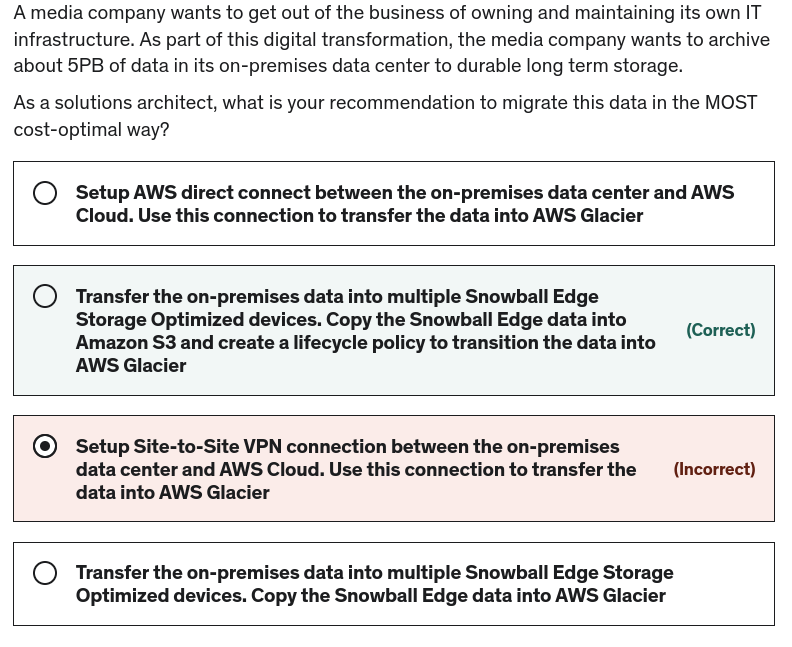 A media company wants to get out of the business of owning and maintaining its own IT
infrastructure. As part of this digital transformation, the media company wants to archive
about 5PB of data in its on-premises data center to durable long term storage.
As a solutions architect, what is your recommendation to migrate this data in the MOST
cost-optimal way?
Setup AWS direct connect between the on-premises data center and AWS
Cloud. Use this connection to transfer the data into AWS Glacier
Transfer the on-premises data into multiple Snowball Edge
Storage Optimized devices. Copy the Snowball Edge data into
Amazon S3 and create a lifecycle policy to transition the data into
AWS Glacier
(Correct)
Setup Site-to-Site VPN connection between the on-premises
data center and AWS Cloud. Use this connection to transfer the
data into AWS Glacier
(Incorrect)
Transfer the on-premises data into multiple Snowball Edge Storage
Optimized devices. Copy the Snowball Edge data into AWS Glacier